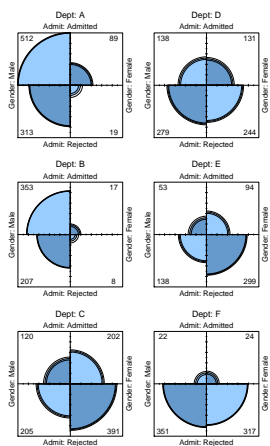 Dept: A
Admit: Admitted
512 89
Gender: Male
Gender: Female
313 19
Admit: Rejected
Dept: D
Admit: Admitted
138 131
Gender: Male
Gender: Female
279 244
Admit: Rejected
Dept: B
Admit: Admitted
353 17
Gender: Male
Gender: Female
207 8
Admit: Rejected
Dept: E
Admit: Admitted
53 94
Gender: Male
Gender: Female
138 299
Admit: Rejected
Dept: C
Admit: Admitted
120 202
Gender: Male
Gender: Female
205 391
Admit: Rejected
Dept: F
Admit: Admitted
22 24
Gender: Male
Gender: Female
351 317
Admit: Rejected